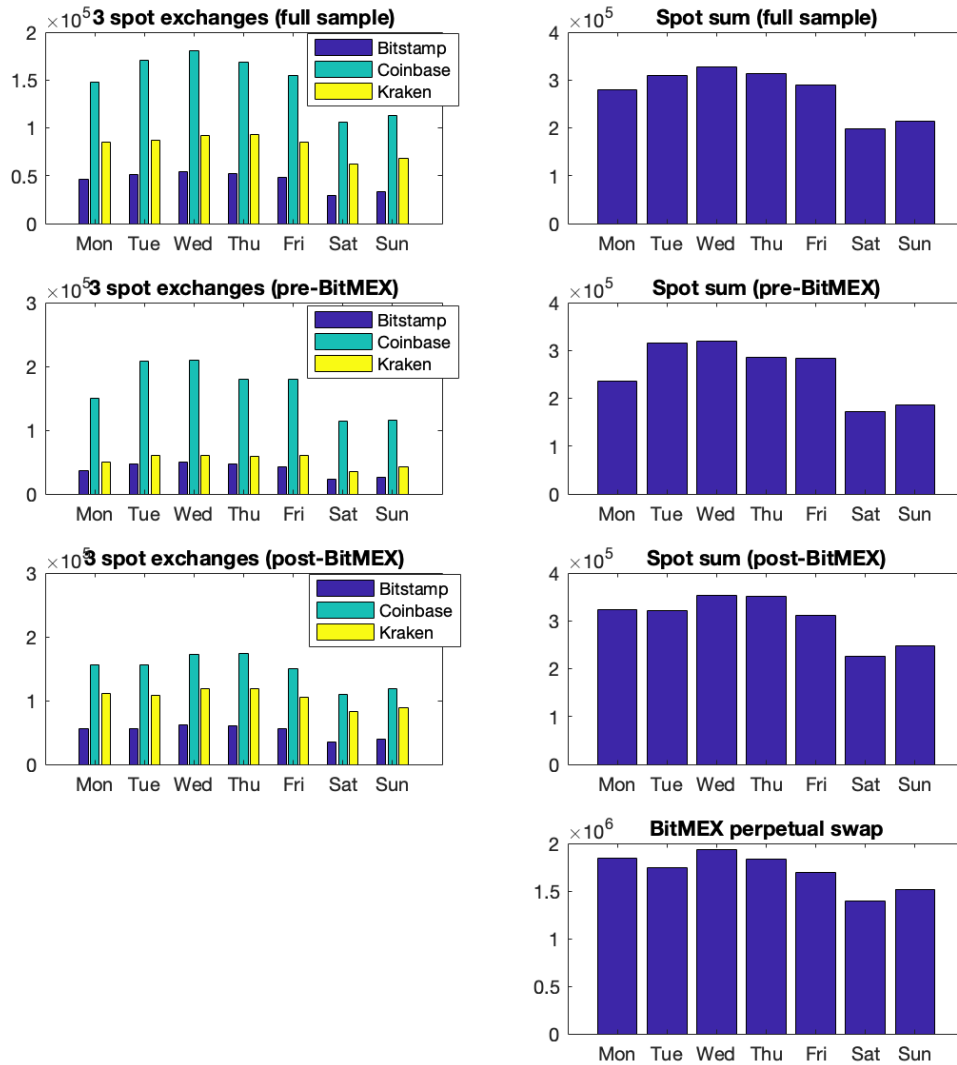 ×10^5
3 spot exchanges (full sample)
2
1.5
1
0.5
0
Bitstamp
Coinbase
Kraken
Mon Tue Wed Thu Fri Sat Sun
×10^5
Spot sum (full sample)
4
3
2
1
0
Mon Tue Wed Thu Fri Sat Sun
×10^5
3 spot exchanges (pre-BitMEX)
3
2
1
0
Bitstamp
Coinbase
Kraken
Mon Tue Wed Thu Fri Sat Sun
×10^5
Spot sum (pre-BitMEX)
4
3
2
1
0
Mon Tue Wed Thu Fri Sat Sun
×10^5
3 spot exchanges (post-BitMEX)
3
2
1
0
Bitstamp
Coinbase
Kraken
Mon Tue Wed Thu Fri Sat Sun
×10^5
Spot sum (post-BitMEX)
4
3
2
1
0
Mon Tue Wed Thu Fri Sat Sun
×10^6
BitMEX perpetual swap
2
1.5
1
0.5
0
Mon Tue Wed Thu Fri Sat Sun